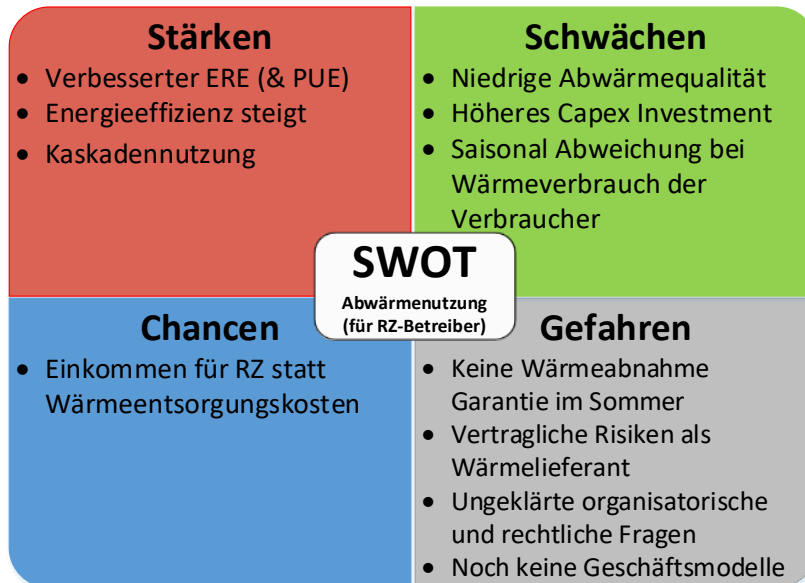 Stärken
• Verbesserter ERE (& PUE)
• Energieeffizienz steigt
• Kaskadennutzung
Schwächen
• Niedrige Abwärmequalität
• Höheres Capex Investment
• Saisonal Abweichung bei
Wärmeverbrauch der
Verbraucher
SWOT
Abwärmenutzung
(für RZ-Betreiber)
Chancen
• Einkommen für RZ statt
Wärmeentsorgungskosten
Gefahren
• Keine Wärmeabnahme
Garantie im Sommer
• Vertragliche Risiken als
Wärmelieferant
• Ungeklärte organisatorische
und rechtliche Fragen
• Noch keine Geschäftsmodelle